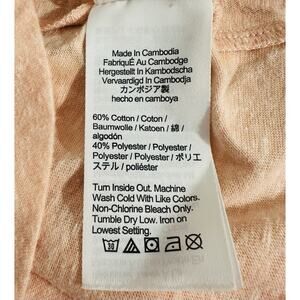 Made In Cambodia
FabriquÉ Au Cambodge
Hergestellt In Kambodscha
Vervaardigd In Cambodja
カンボジア製
hecho en camboya
60% Cotton / Coton /
Baumwolle / Katoen / 綿 /
algodón
40% Polyester / Polyester /
Polyester / Polyester / ポリエ
ステル / poliéster
Turn Inside Out. Machine
Wash Cold With Like Colors.
Non-Chlorine Bleach Only.
Tumble Dry Low. Iron on
Lowest Setting.